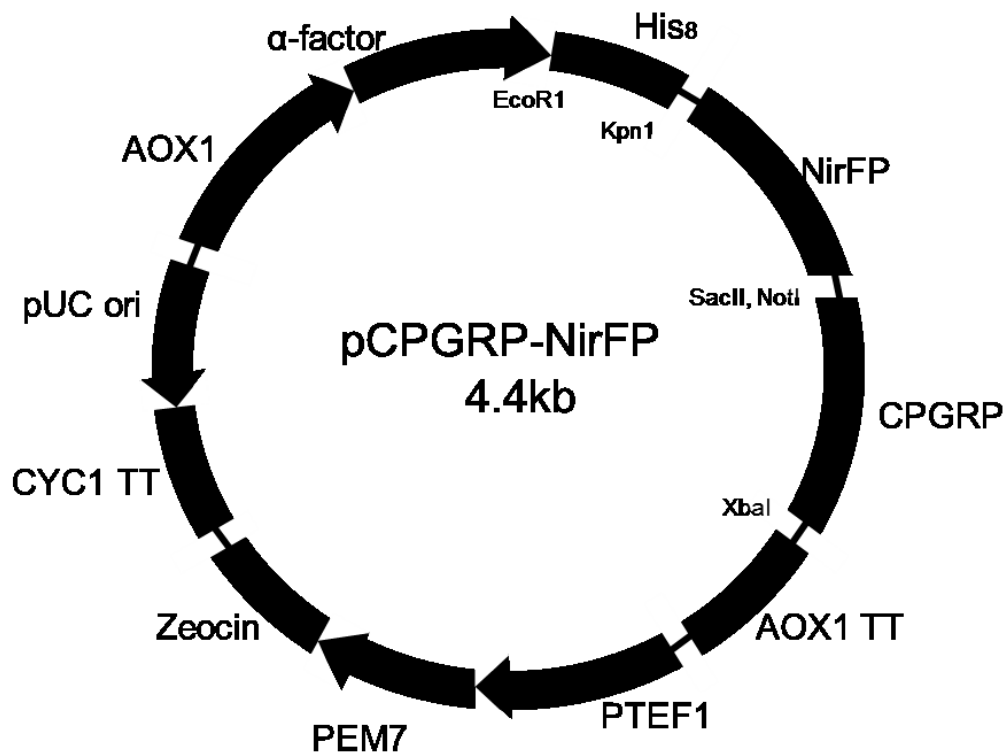 α-factor
His8
EcoR1
Kpn1
AOX1
NirFP
pUC ori
SacII, NotI
pCPGRP-NirFP
4.4kb
CPGRP
CYC1 TT
XbaI
Zeocin
AOX1 TT
PEM7
PTEF1